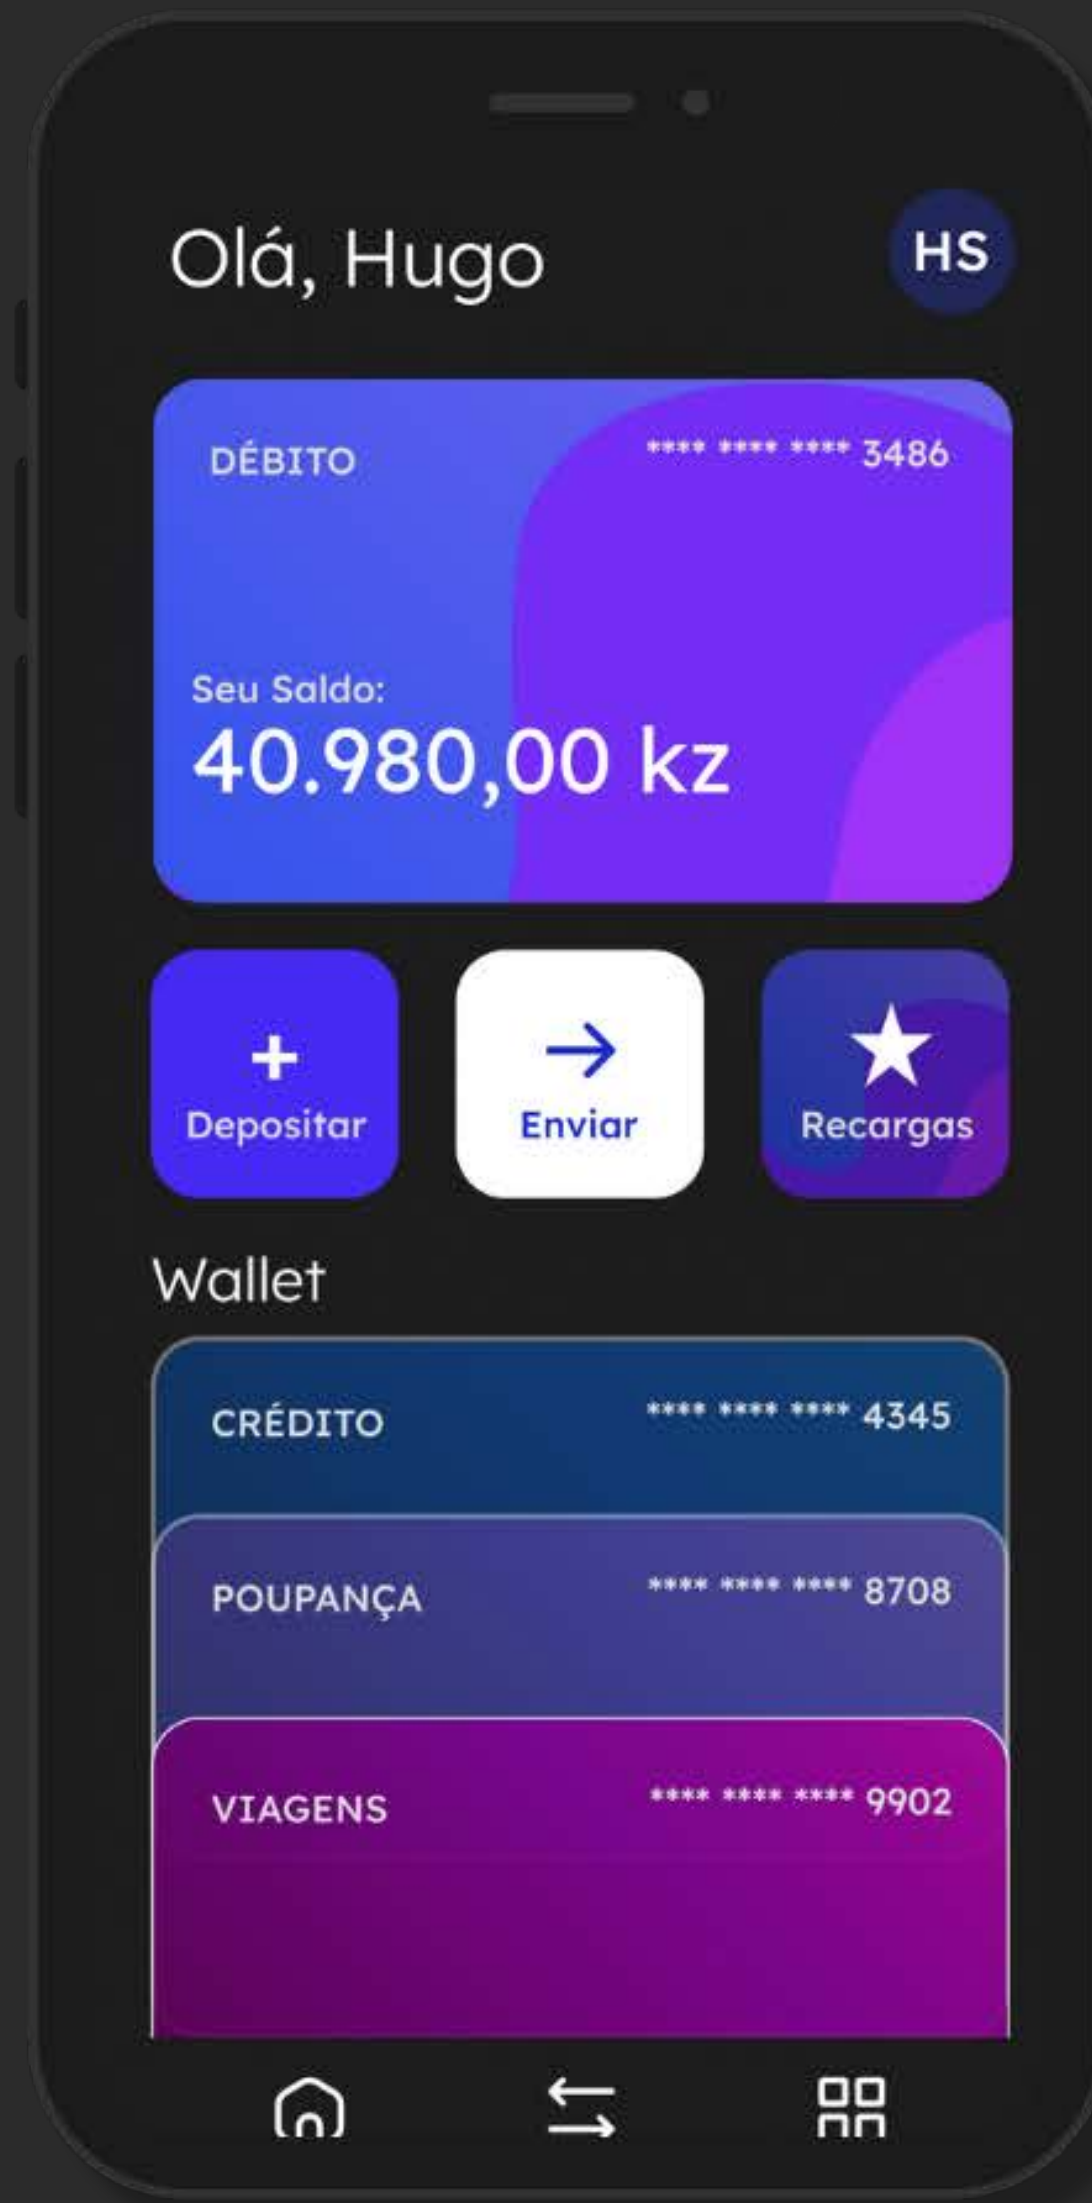 Olá, Hugo
HS
DÉBITO
**** **** **** 3486
Seu Saldo:
40.980,00 kz
+
Depositar
Enviar
Recargas
Wallet
CRÉDITO
**** **** **** 4345
POUPANÇA
**** **** **** 8708
VIAGENS
**** **** **** 9902